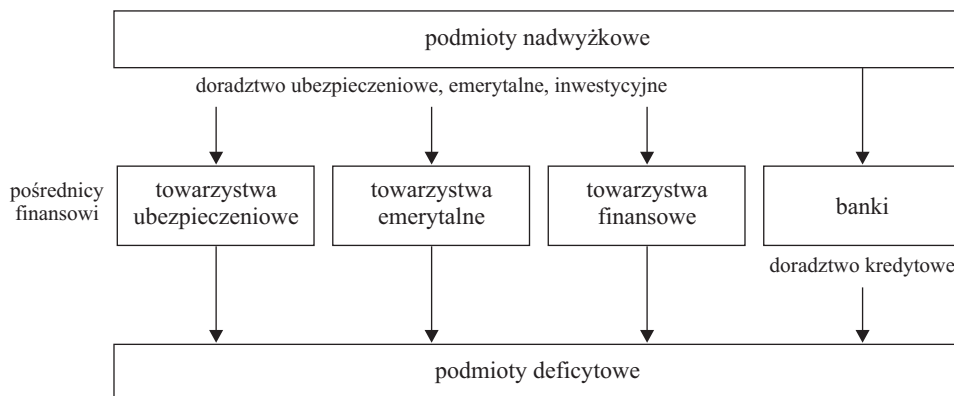 podmioty nadwyżkowe
doradztwo ubezpieczeniowe, emerytalne, inwestycyjne
pośrednicy
finansowi
towarzystwa
ubezpieczeniowe
towarzystwa
emerytalne
towarzystwa
finansowe
banki
doradztwo kredytowe
podmioty deficytowe